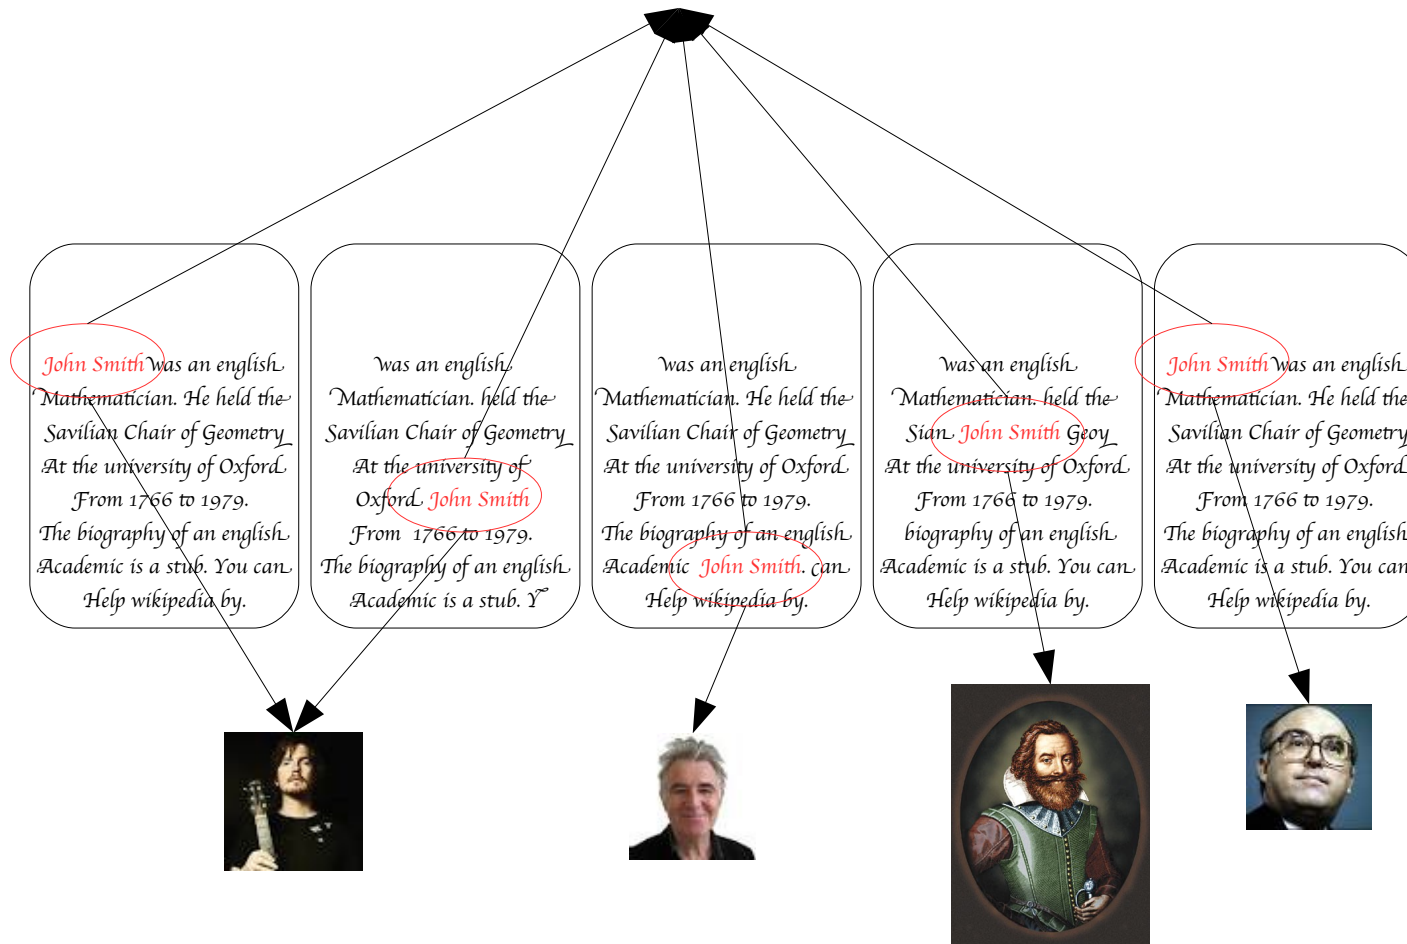 John Smith was an english
Mathematician. He held the
Savilian Chair of Geometry
At the university of Oxford
From 1766 to 1979.
The biography of an english
Academic is a stub. You can
Help wikipedia by.
was an english
Mathematician. held the
Savilian Chair of Geometry
At the university of
Oxford John Smith
From 1766 to 1979.
The biography of an english
Academic is a stub. Y
was an english
Mathematician. He held the
Savilian Chair of Geometry
At the university of Oxford
From 1766 to 1979.
The biography of an english
Academic John Smith. can
Help wikipedia by.
was an english
Mathematician. held the
Sian John Smith Geoy
At the university of Oxford
From 1766 to 1979.
biography of an english
Academic is a stub. You can
Help wikipedia by.
John Smith was an english
Mathematician. He held the
Savilian Chair of Geometry
At the university of Oxford
From 1766 to 1979.
The biography of an english
Academic is a stub. You can
Help wikipedia by.